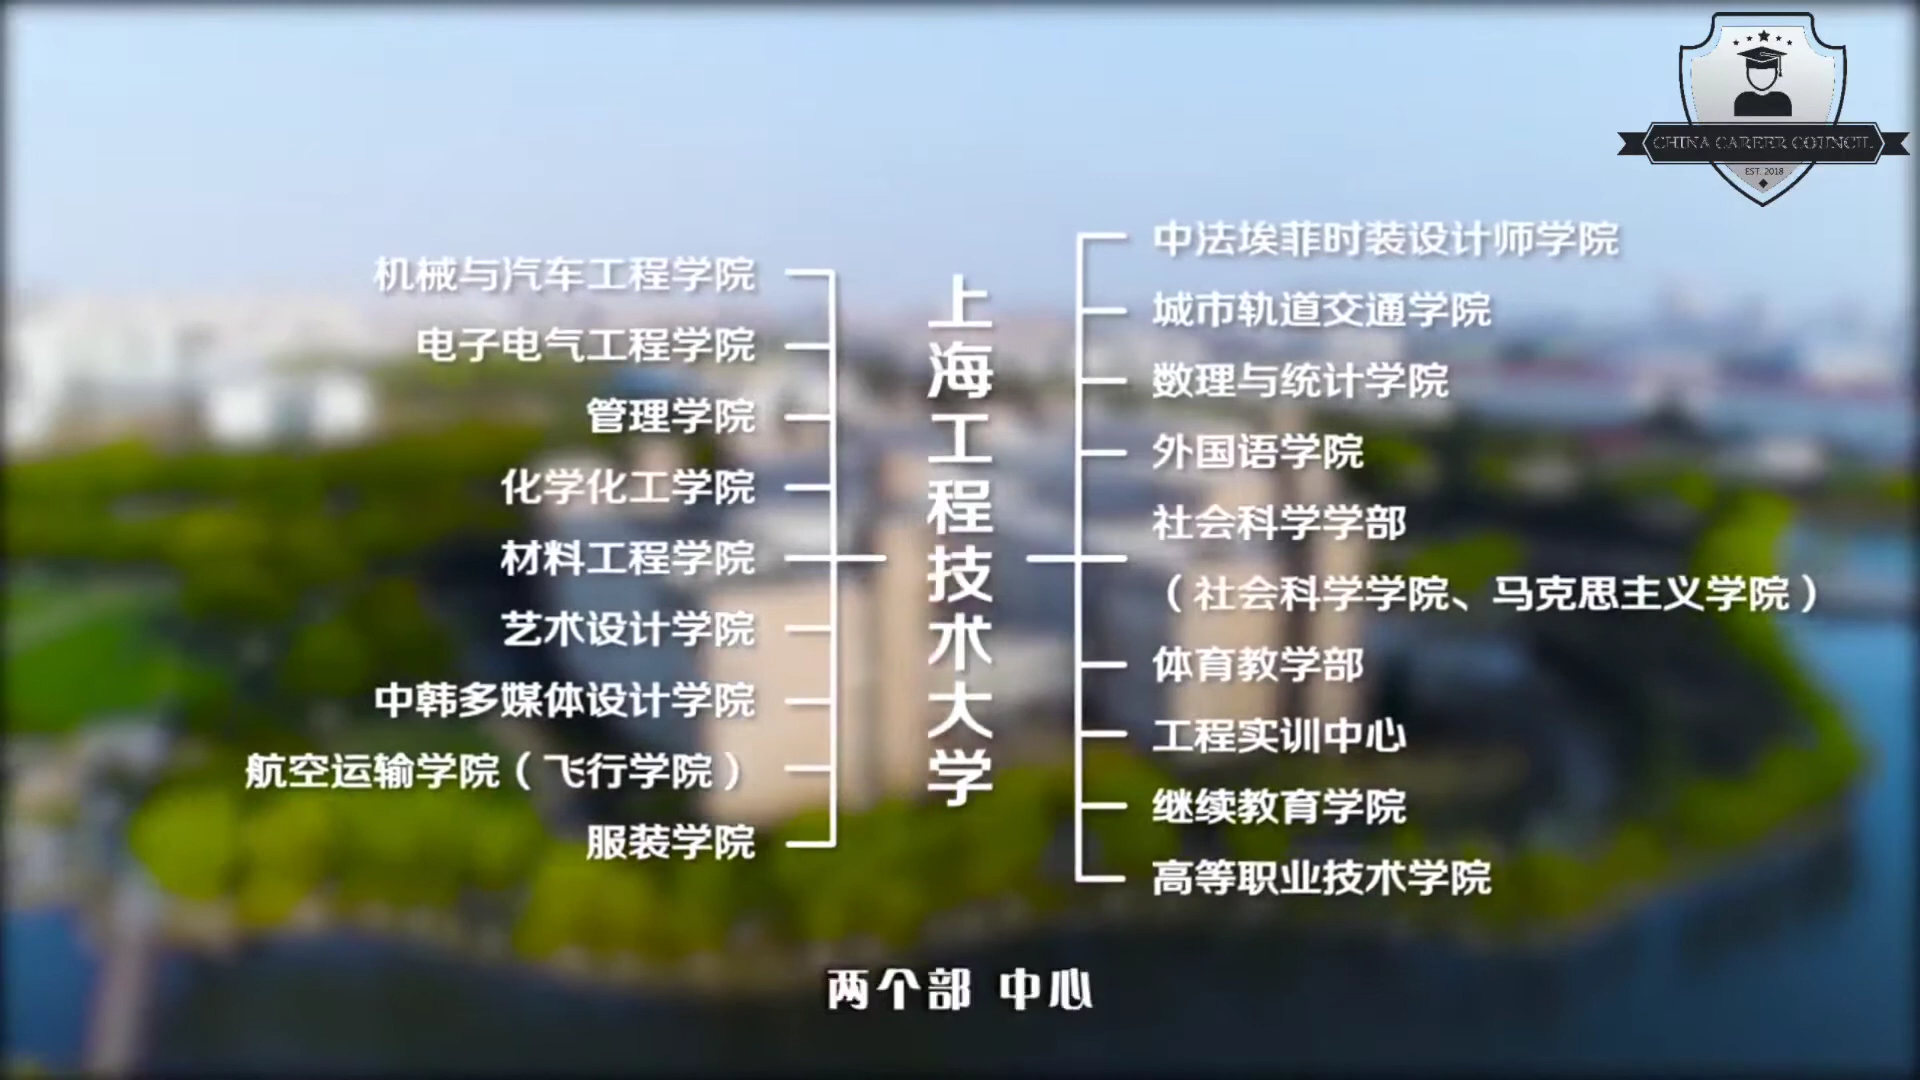 CHINA CAREER COUNCIL
EST. 2018
机械与汽车工程学院
电子电气工程学院
管理学院
化学化工学院
材料工程学院
艺术设计学院
中韩多媒体设计学院
航空运输学院（飞行学院）
服装学院
上海工程技术大学
中法埃菲时装设计师学院
城市轨道交通学院
数理与统计学院
外国语学院
社会科学学部
（社会科学学院、马克思主义学院）
体育教学部
工程实训中心
继续教育学院
高等职业技术学院
两个部 中心